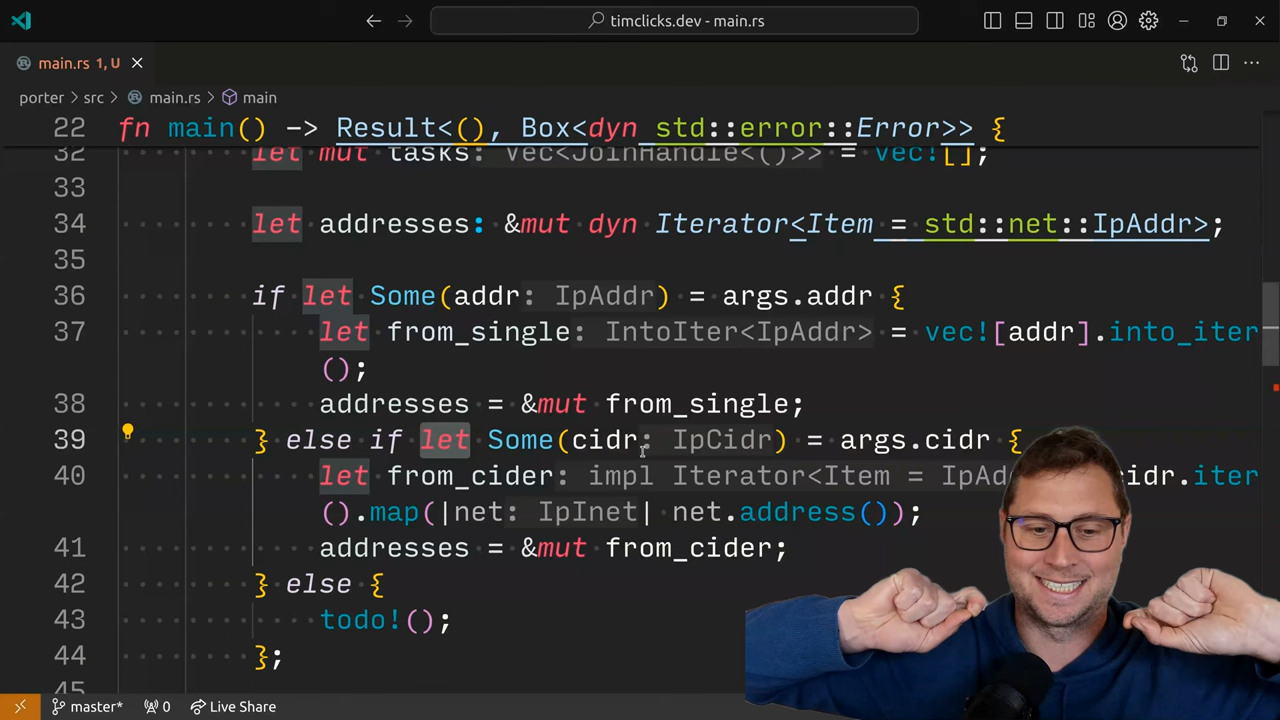 timclicks.dev - main.rs
main.rs 1, U
porter > src > main.rs > main
22 fn main() -> Result<(), Box<dyn std::error::Error>> {
32 let mut tasks: Vec<JoinHandle<()>> = vec![];
33
34 let addresses: &mut dyn Iterator<Item = std::net::IpAddr>;
35
36 if let Some(addr: IpAddr) = args.addr {
37 let from_single: IntoIter<IpAddr> = vec![addr].into_iter
();
38 addresses = &mut from_single;
39 } else if let Some(cidr: IpCidr) = args.cidr {
40 let from_cider: impl Iterator<Item = IpAd cidr.iter
().map(|net: IpInet| net.address());
41 addresses = &mut from_cider;
42 } else {
43 todo!();
44 };
45
master* 0 Live Share